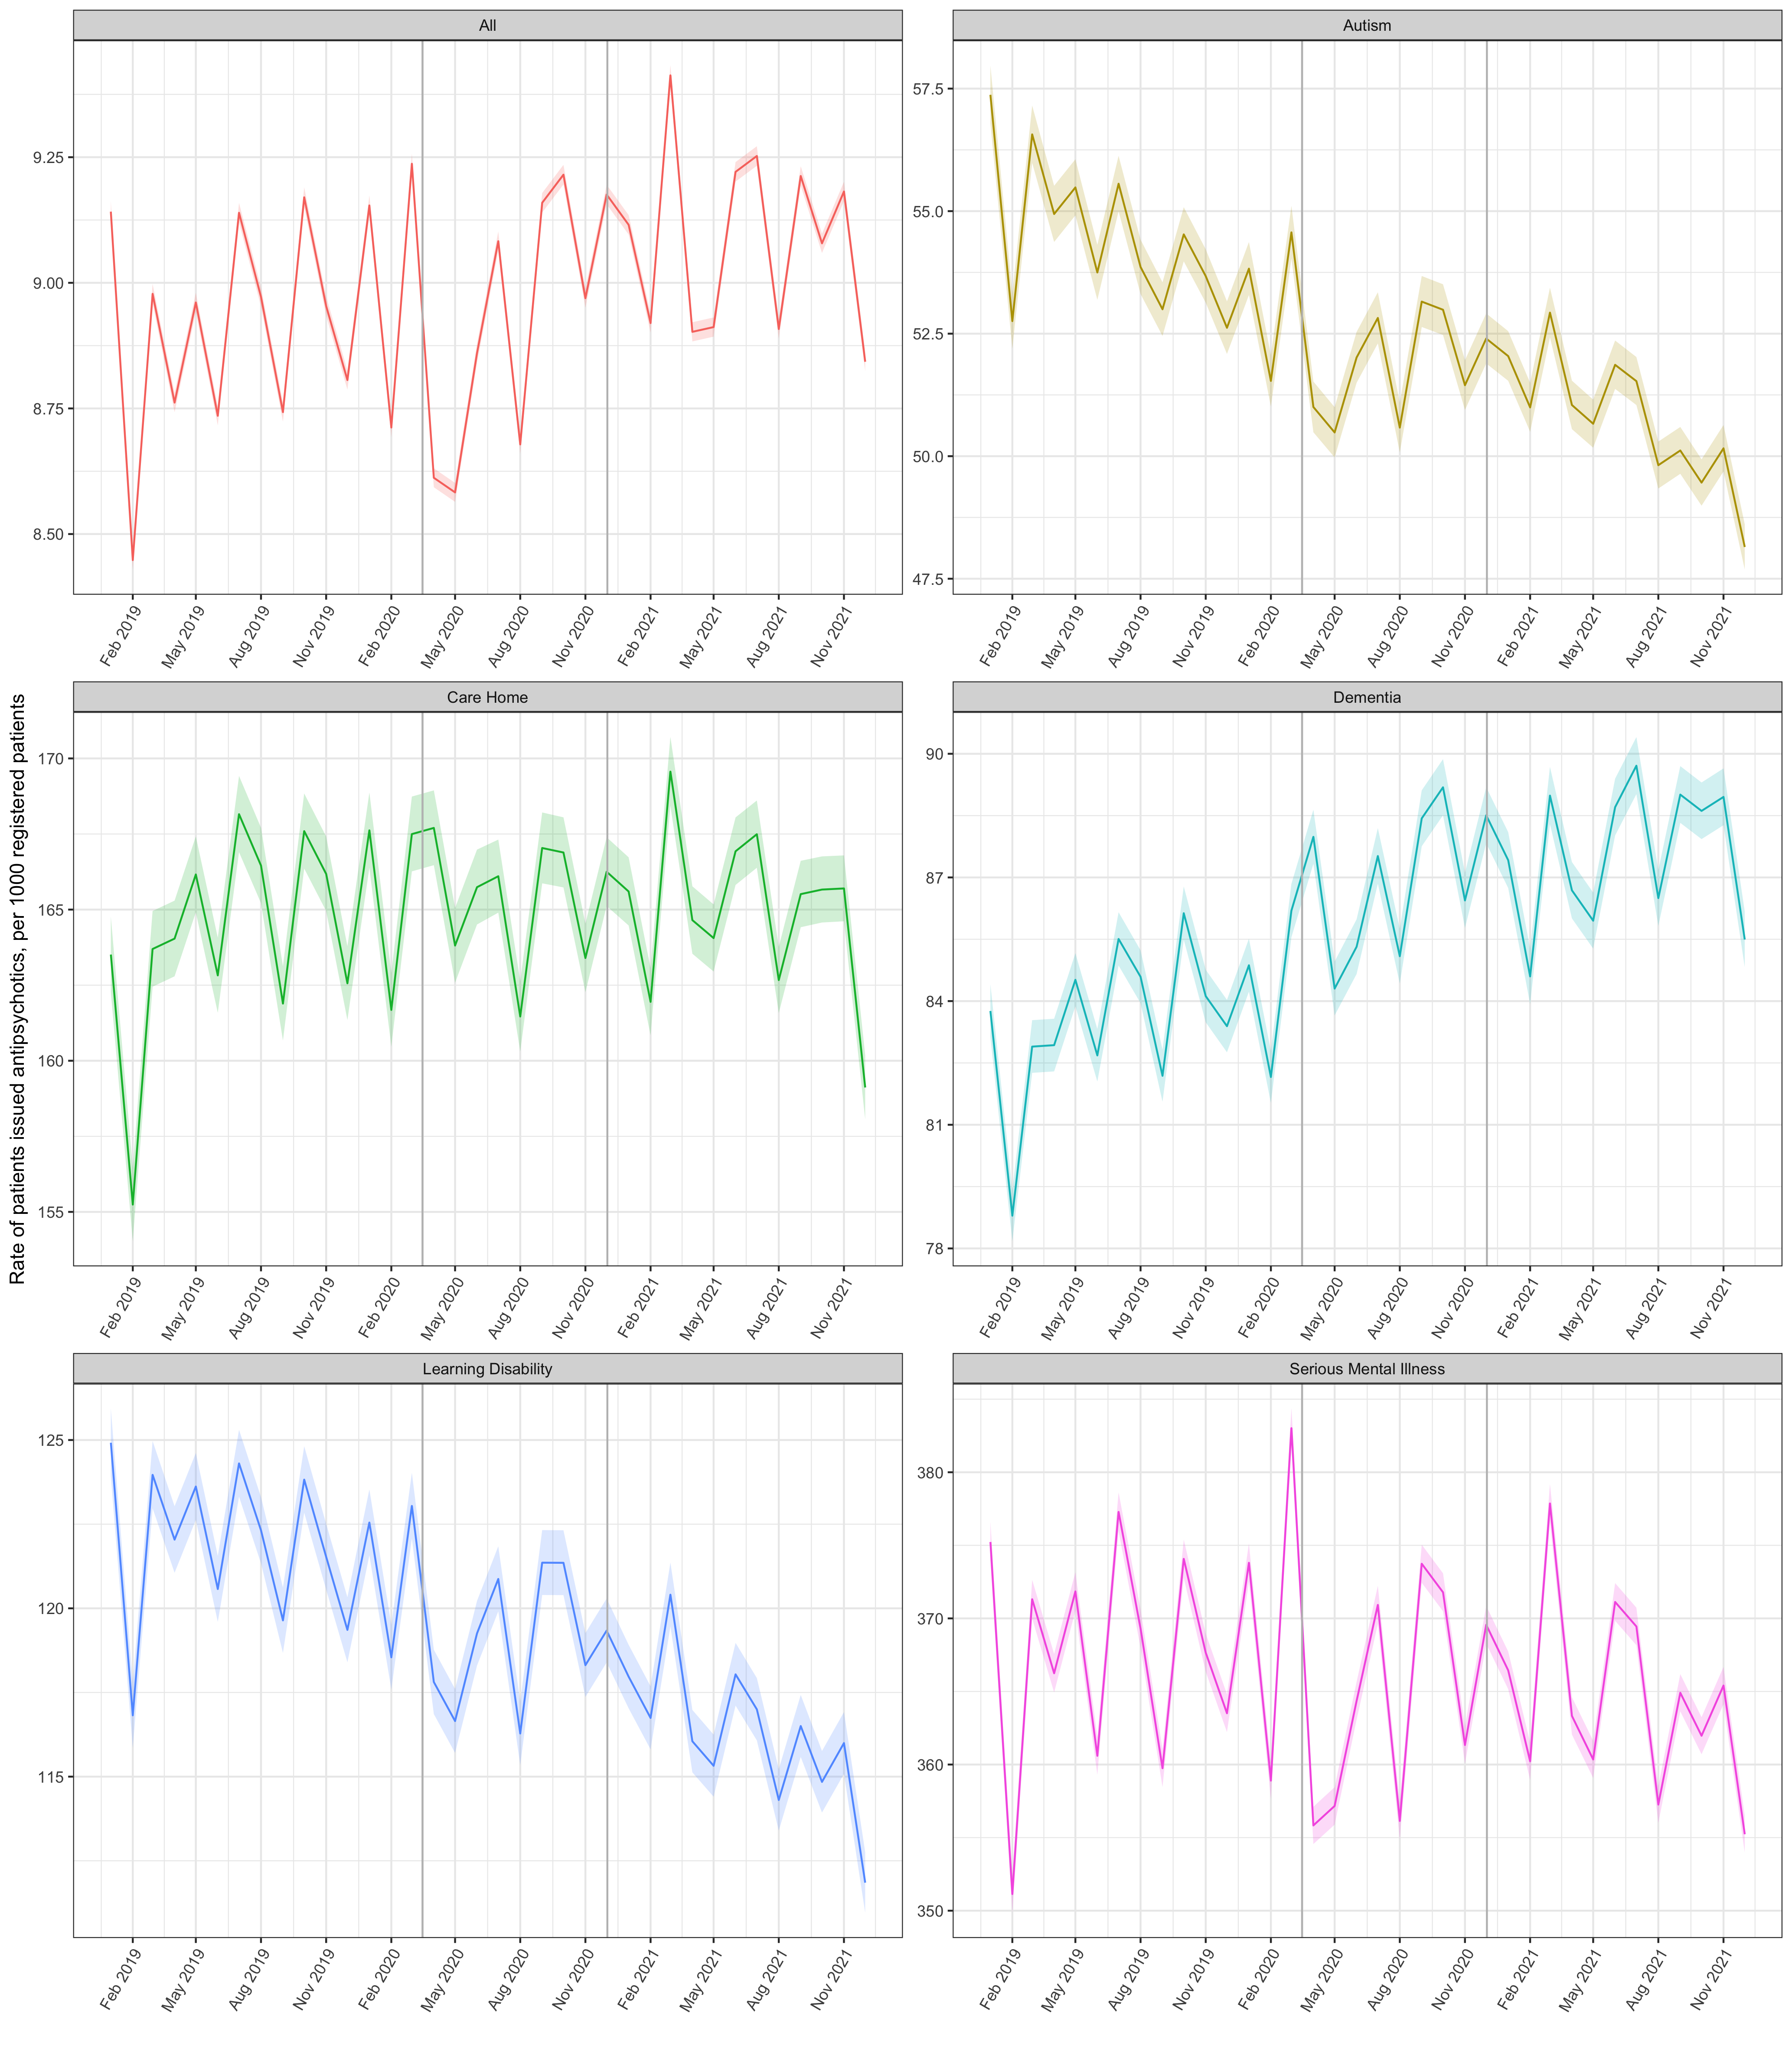 All
Autism
9.25
9.00
8.75
8.50
57.5
55.0
52.5
50.0
47.5
Feb 2019
May 2019
Aug 2019
Nov 2019
Feb 2020
May 2020
Aug 2020
Nov 2020
Feb 2021
May 2021
Aug 2021
Nov 2021
Feb 2019
May 2019
Aug 2019
Nov 2019
Feb 2020
May 2020
Aug 2020
Nov 2020
Feb 2021
May 2021
Aug 2021
Nov 2021
Rate of patients issued antipsychotics, per 1000 registered patients
Care Home
Dementia
170
165
160
155
90
87
84
81
78
Feb 2019
May 2019
Aug 2019
Nov 2019
Feb 2020
May 2020
Aug 2020
Nov 2020
Feb 2021
May 2021
Aug 2021
Nov 2021
Feb 2019
May 2019
Aug 2019
Nov 2019
Feb 2020
May 2020
Aug 2020
Nov 2020
Feb 2021
May 2021
Aug 2021
Nov 2021
Learning Disability
Serious Mental Illness
125
120
115
380
370
360
350
Feb 2019
May 2019
Aug 2019
Nov 2019
Feb 2020
May 2020
Aug 2020
Nov 2020
Feb 2021
May 2021
Aug 2021
Nov 2021
Feb 2019
May 2019
Aug 2019
Nov 2019
Feb 2020
May 2020
Aug 2020
Nov 2020
Feb 2021
May 2021
Aug 2021
Nov 2021